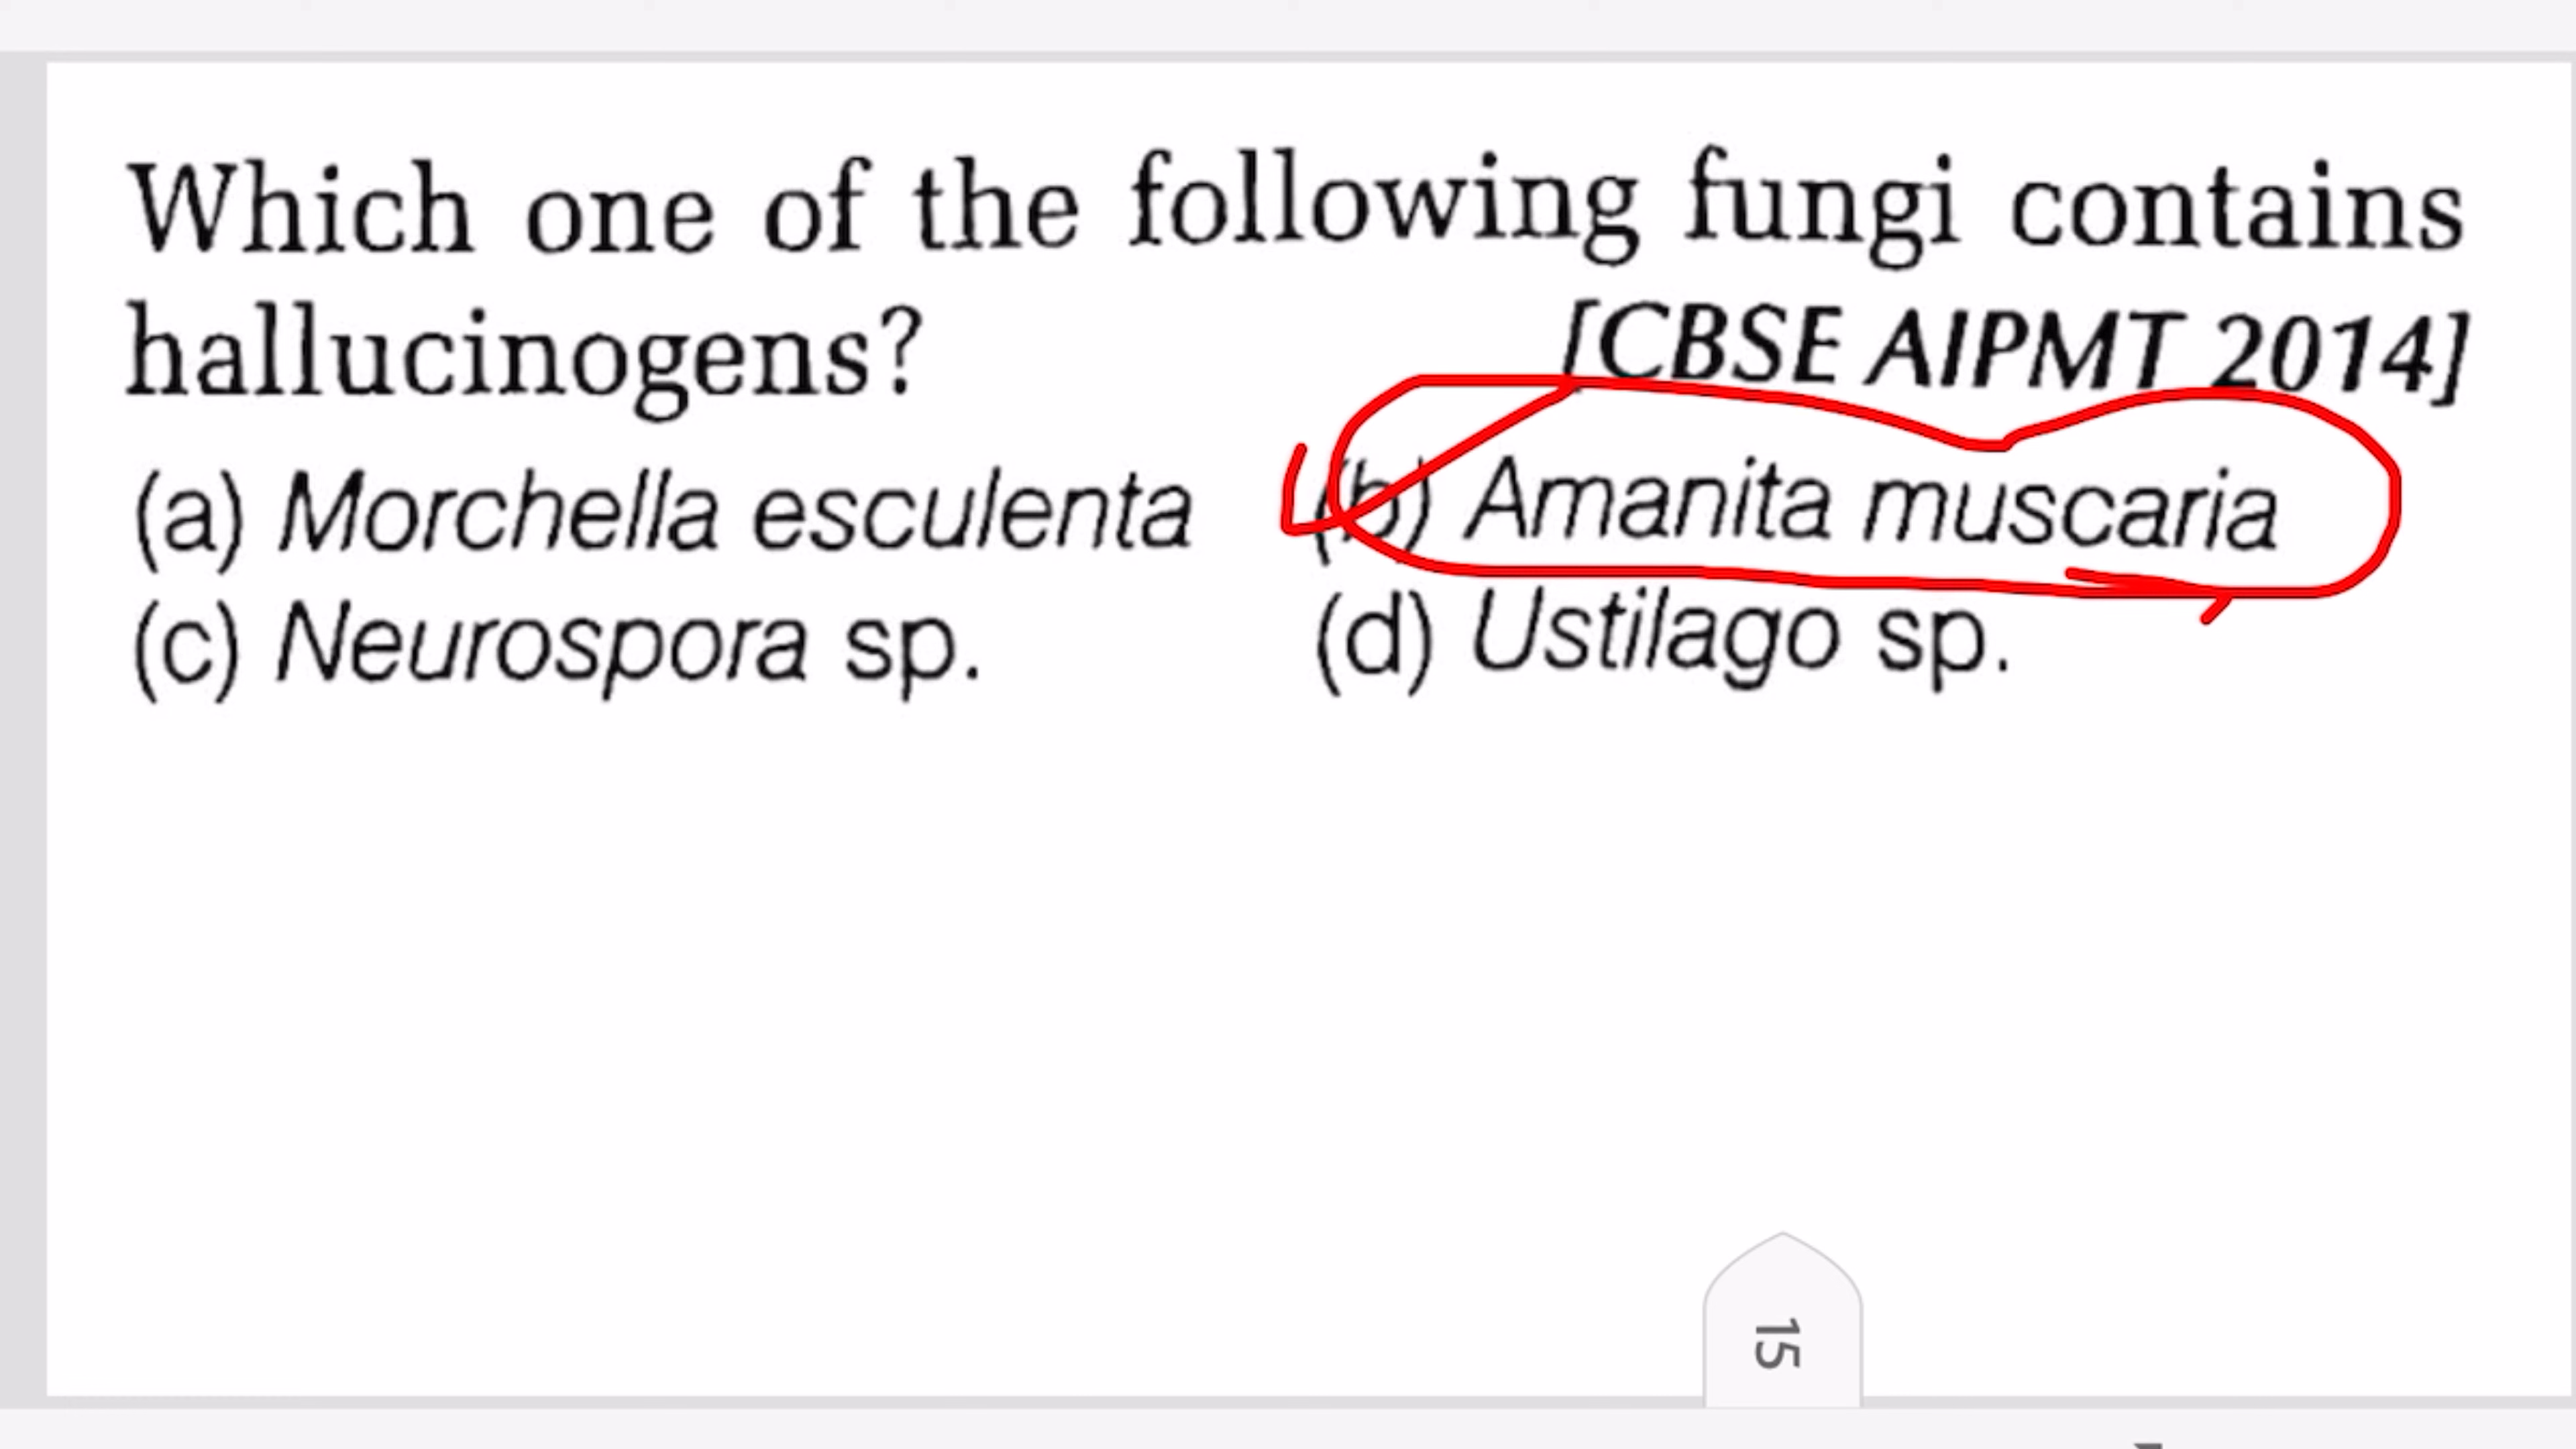 Which one of the following fungi contains
hallucinogens? [CBSE AIPMT 2014]
(a) Morchella esculenta (b) Amanita muscaria
(c) Neurospora sp. (d) Ustilago sp.
15